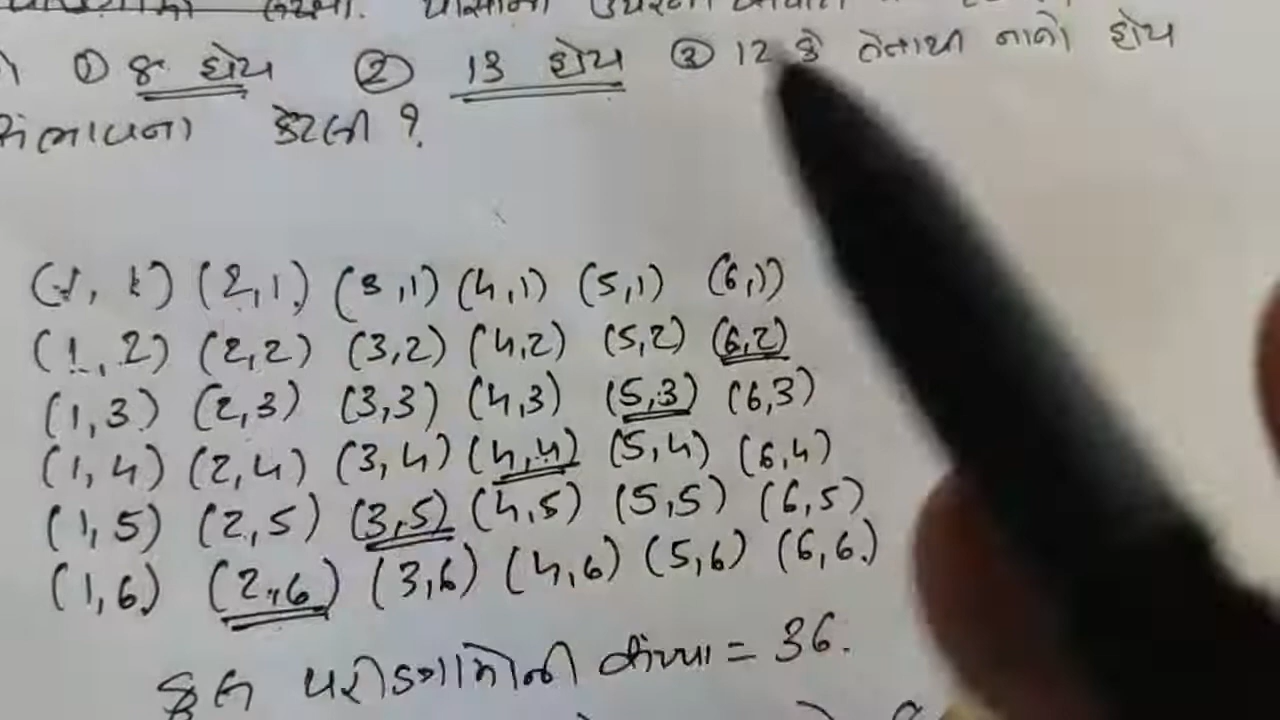 ① 8 હોય ② 13 હોય ③ 12 કે તેનાથી નાનો હોય
સંભાવના કેટલી ?
(1, 1) (2,1) (3,1) (4,1) (5,1) (6,1)
(1, 2) (2,2) (3,2) (4,2) (5,2) (6,2)
(1,3) (2,3) (3,3) (4,3) (5,3) (6,3)
(1,4) (2,4) (3,4) (4,4) (5,4) (6,4)
(1,5) (2,5) (3,5) (4,5) (5,5) (6,5)
(1,6) (2,6) (3,6) (4,6) (5,6) (6,6)
કુલ પરીણામોની સંખ્યા = 36.